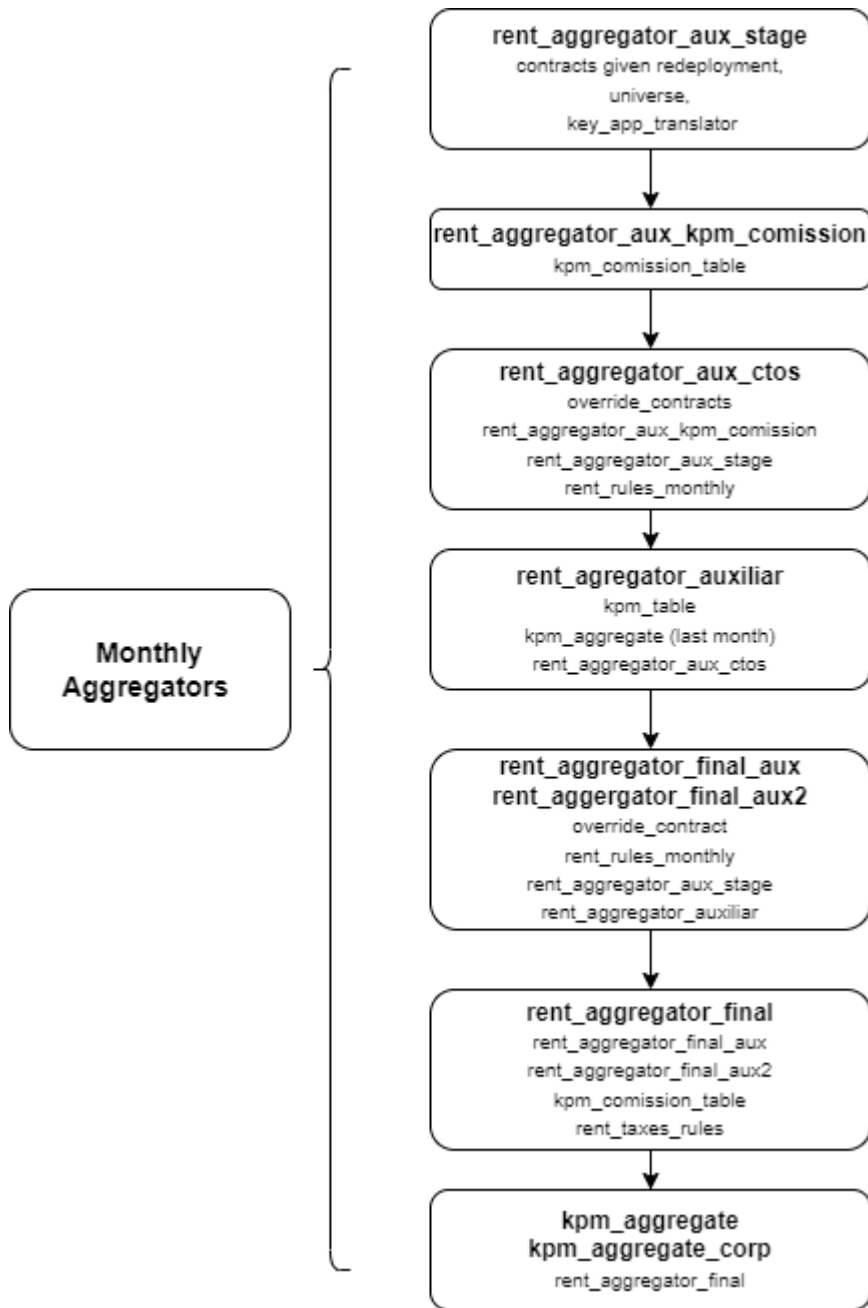 rent_aggregator_aux_stage
contracts given redeployment,
universe,
key_app_translator
rent_aggregator_aux_kpm_comission
kpm_comission_table
rent_aggregator_aux_ctos
override_contracts
rent_aggregator_aux_kpm_comission
rent_aggregator_aux_stage
rent_rules_monthly
rent_agregator_auxiliar
kpm_table
kpm_aggregate (last month)
rent_aggregator_aux_ctos
Monthly
Aggregators
rent_aggregator_final_aux
rent_aggergator_final_aux2
override_contract
rent_rules_monthly
rent_aggregator_aux_stage
rent_aggregator_auxiliar
rent_aggregator_final
rent_aggregator_final_aux
rent_aggregator_final_aux2
kpm_comission_table
rent_taxes_rules
kpm_aggregate
kpm_aggregate_corp
rent_aggregator_final